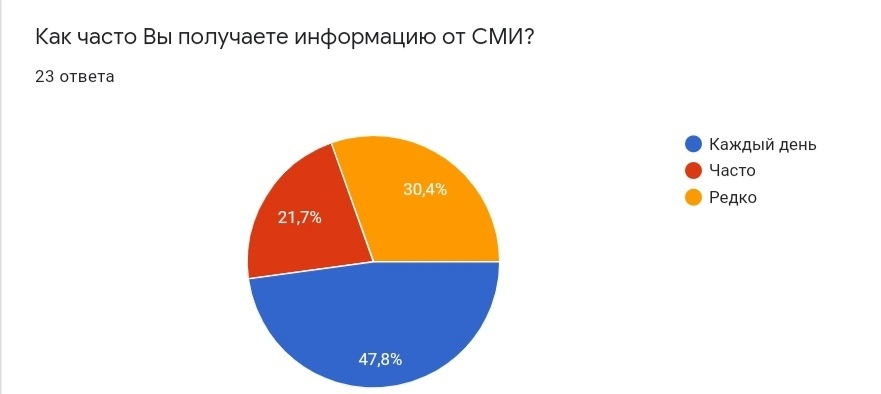 Как часто Вы получаете информацию от СМИ?
23 ответа
Каждый день
Часто
Редко
30,4%
21,7%
47,8%